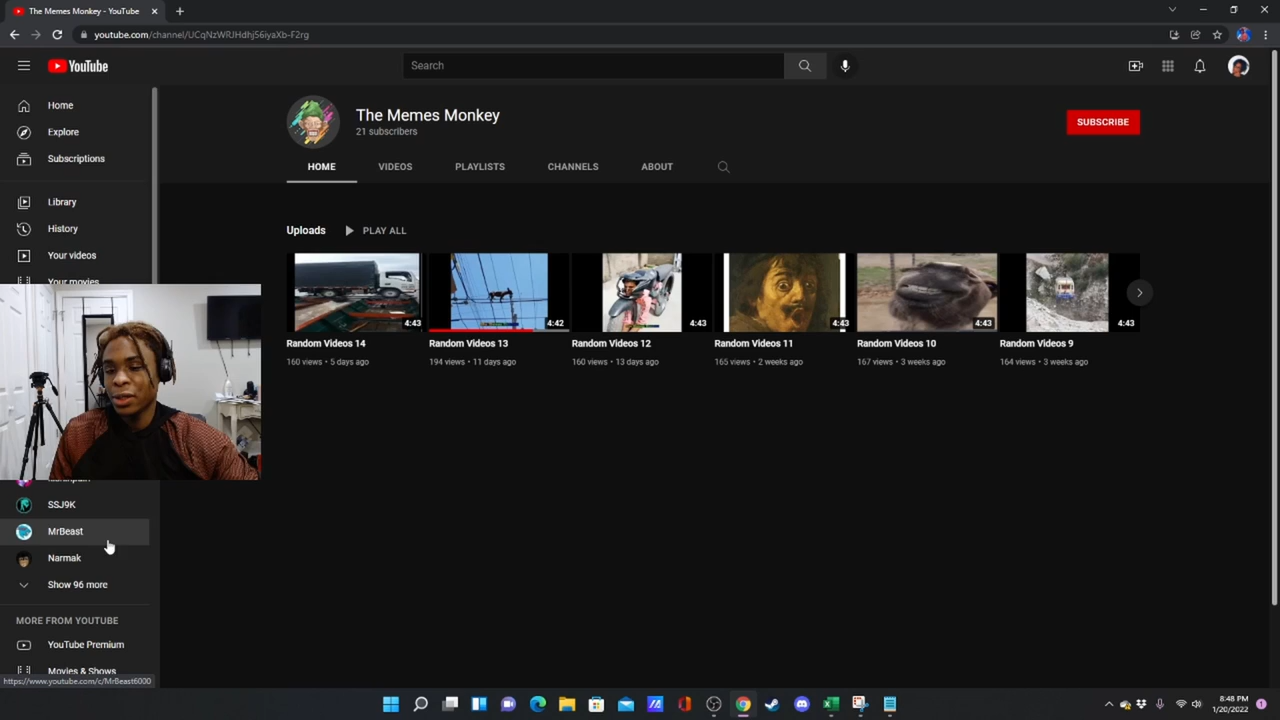 The Memes Monkey - YouTube
youtube.com/channel/UCqNzWRJHdhj56iyaXb-F2rg
YouTube
Search
Home
Explore
Subscriptions
Library
History
Your videos
Your movies
SSJ9K
MrBeast
Narmak
Show 96 more
MORE FROM YOUTUBE
YouTube Premium
Movies & Shows
https://www.youtube.com/c/MrBeast6000
The Memes Monkey
21 subscribers
SUBSCRIBE
HOME VIDEOS PLAYLISTS CHANNELS ABOUT
Uploads PLAY ALL
4:43 4:42 4:43 4:43 4:43 4:43
Random Videos 14 Random Videos 13 Random Videos 12 Random Videos 11 Random Videos 10 Random Videos 9
160 views • 5 days ago 194 views • 11 days ago 160 views • 13 days ago 165 views • 2 weeks ago 167 views • 3 weeks ago 164 views • 3 weeks ago
8:48 PM
1/20/2022
1